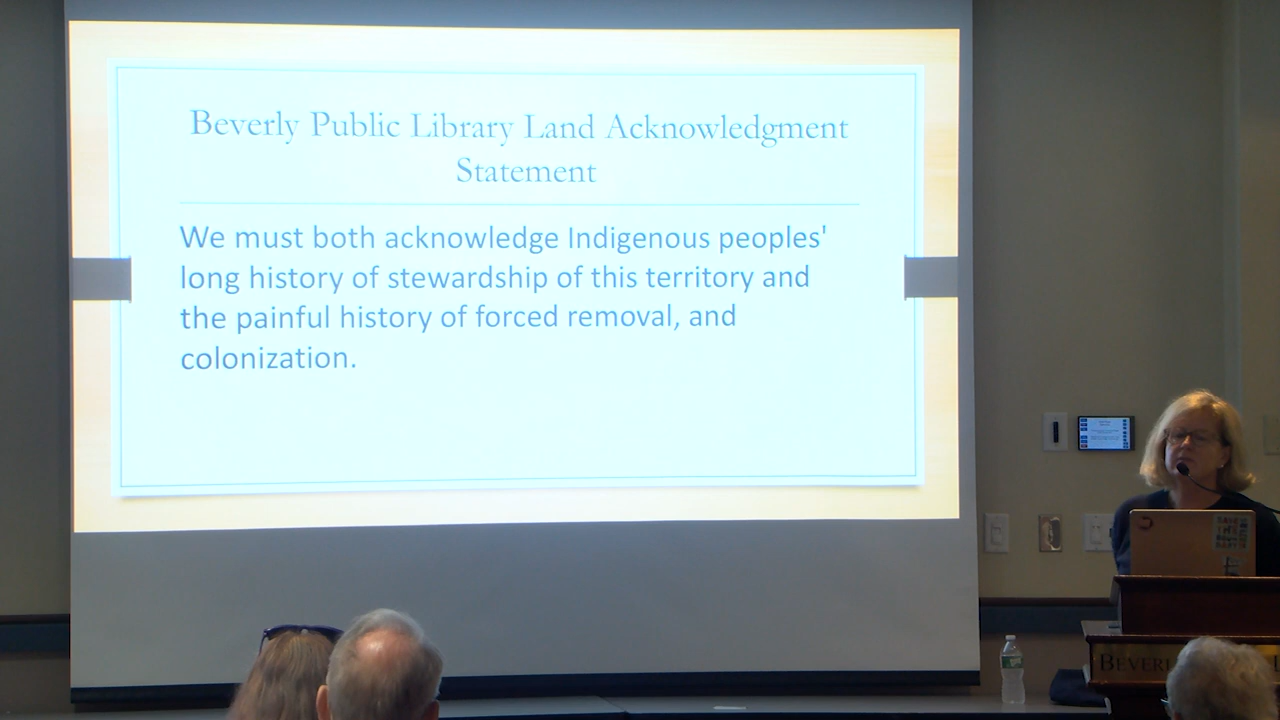 Beverly Public Library Land Acknowledgment
Statement
We must both acknowledge Indigenous peoples'
long history of stewardship of this territory and
the painful history of forced removal, and
colonization.
BEVERL